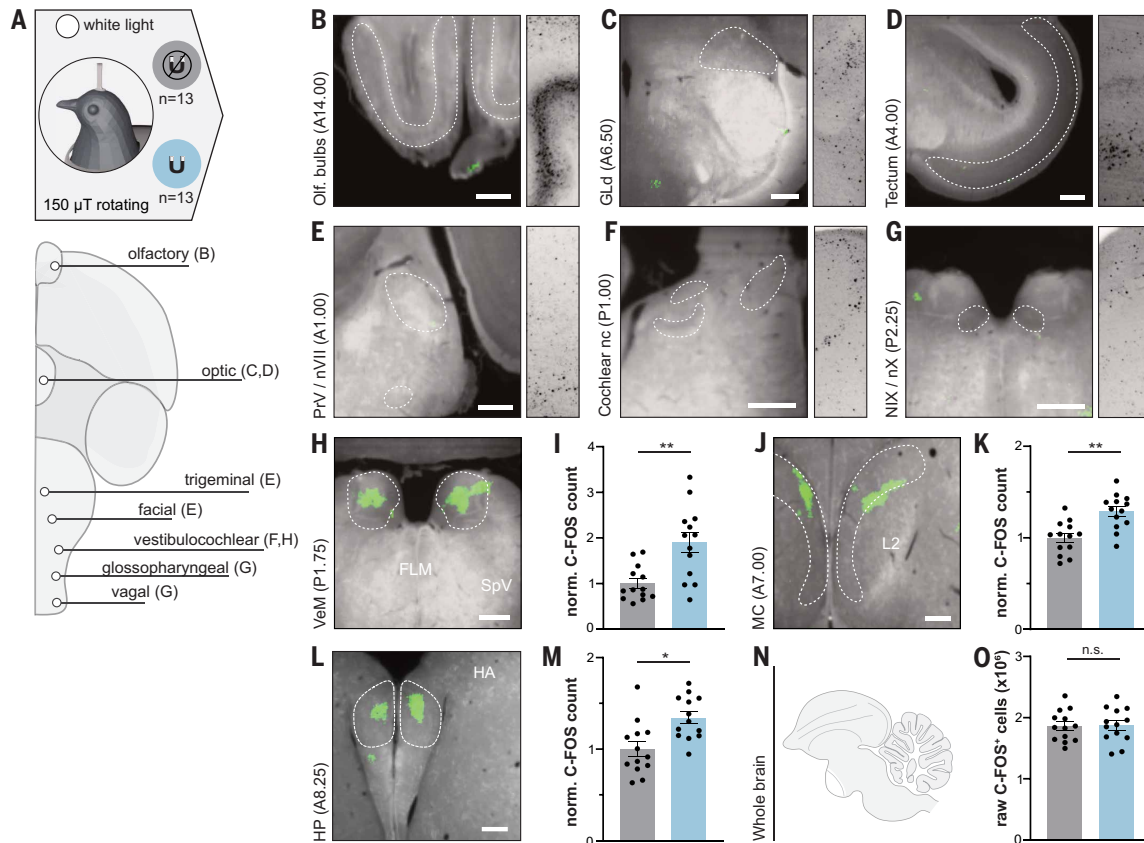 A
white light
n=13
n=13
150 µT rotating
olfactory (B)
optic (C,D)
trigeminal (E)
facial (E)
vestibulocochlear (F,H)
glossopharyngeal (G)
vagal (G)
B
Olf. bulbs (A14.00)
C
GLd (A6.50)
D
Tectum (A4.00)
E
PrV / nVII (A1.00)
F
Cochlear nc (P1.00)
G
NIX / nX (P2.25)
H
VeM (P1.75)
FLM
SpV
I
norm. C-FOS count
4
3
2
1
0
**
J
MC (A7.00)
L2
K
norm. C-FOS count
2
1
0
**
L
HP (A8.25)
HA
M
norm. C-FOS count
2
1
0
*
N
Whole brain
O
raw C-FOS⁺ cells (x10⁶)
3
2
1
0
n.s.